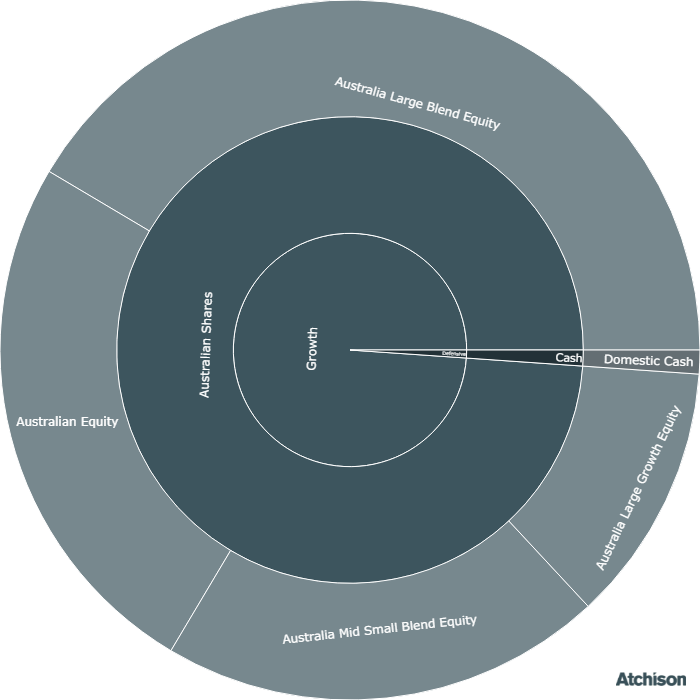 Australia Large Blend Equity
Australian Shares
Growth
Defensive
Cash
Domestic Cash
Australian Equity
Australia Large Growth Equity
Australia Mid Small Blend Equity
Atchison